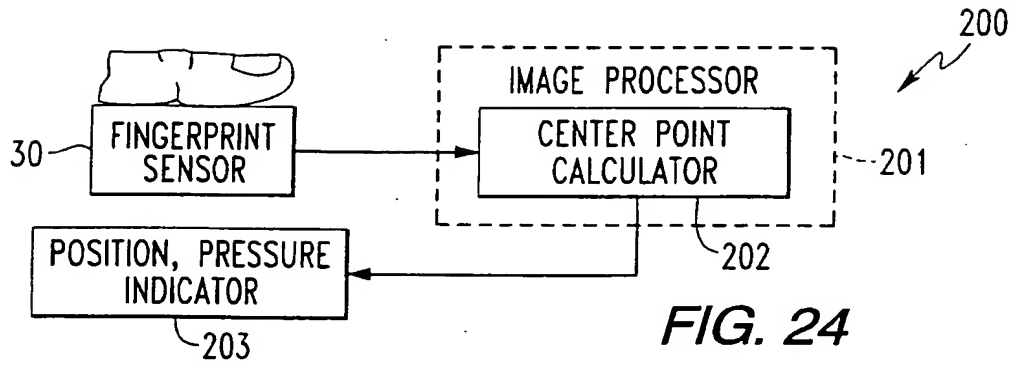 200
IMAGE PROCESSOR
30
FINGERPRINT
SENSOR
CENTER POINT
CALCULATOR
201
POSITION, PRESSURE
INDICATOR
202
203
FIG. 24